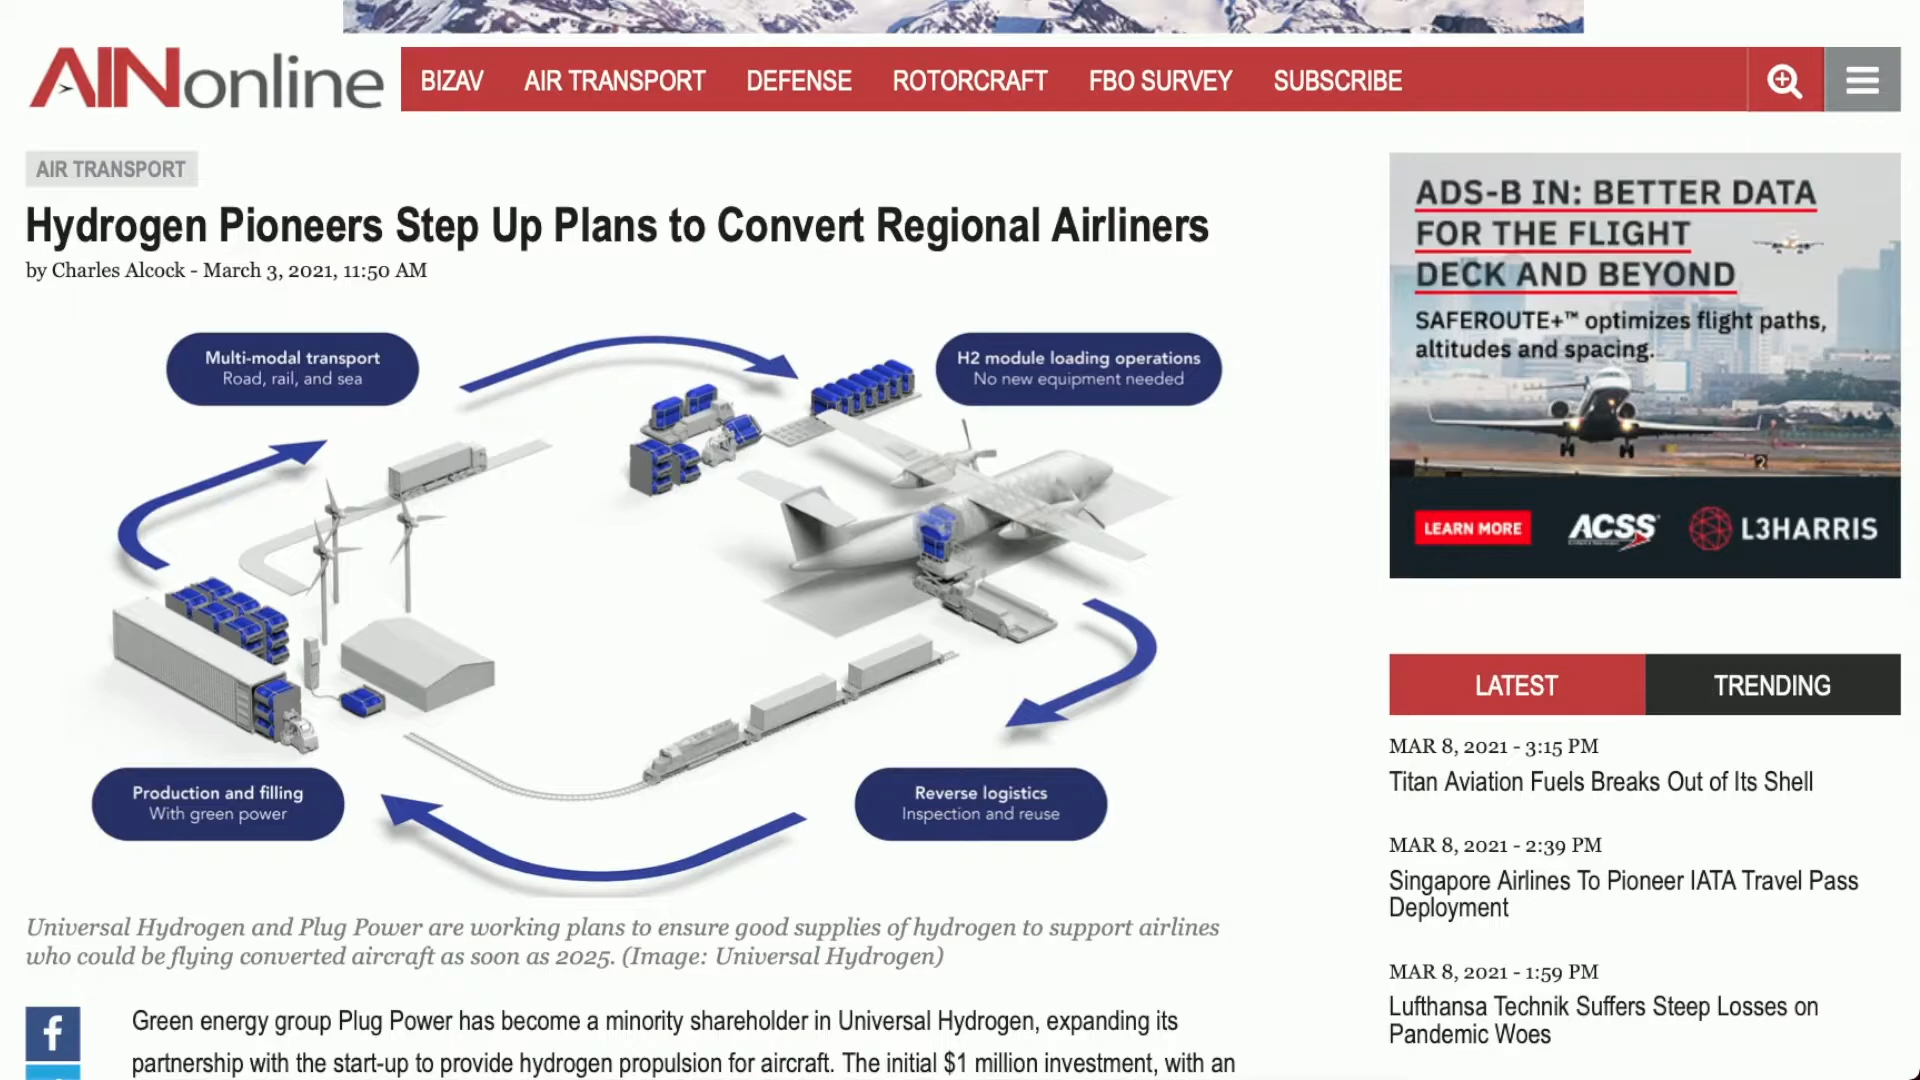 AINonline
BIZAV AIR TRANSPORT DEFENSE ROTORCRAFT FBO SURVEY SUBSCRIBE
AIR TRANSPORT
Hydrogen Pioneers Step Up Plans to Convert Regional Airliners
by Charles Alcock - March 3, 2021, 11:50 AM
Multi-modal transport
Road, rail, and sea
H2 module loading operations
No new equipment needed
Production and filling
With green power
Reverse logistics
Inspection and reuse
Universal Hydrogen and Plug Power are working plans to ensure good supplies of hydrogen to support airlines
who could be flying converted aircraft as soon as 2025. (Image: Universal Hydrogen)
f
Green energy group Plug Power has become a minority shareholder in Universal Hydrogen, expanding its
partnership with the start-up to provide hydrogen propulsion for aircraft. The initial $1 million investment, with an
ADS-B IN: BETTER DATA
FOR THE FLIGHT
DECK AND BEYOND
SAFEROUTE+™ optimizes flight paths,
altitudes and spacing.
2
LEARN MORE
ACSS
L3HARRIS
LATEST
TRENDING
MAR 8, 2021 - 3:15 PM
Titan Aviation Fuels Breaks Out of Its Shell
MAR 8, 2021 - 2:39 PM
Singapore Airlines To Pioneer IATA Travel Pass
Deployment
MAR 8, 2021 - 1:59 PM
Lufthansa Technik Suffers Steep Losses on
Pandemic Woes